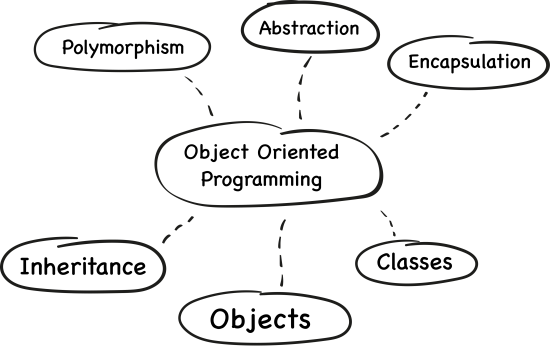 Polymorphism
Abstraction
Encapsulation
Object Oriented
Programming
Inheritance
Objects
Classes